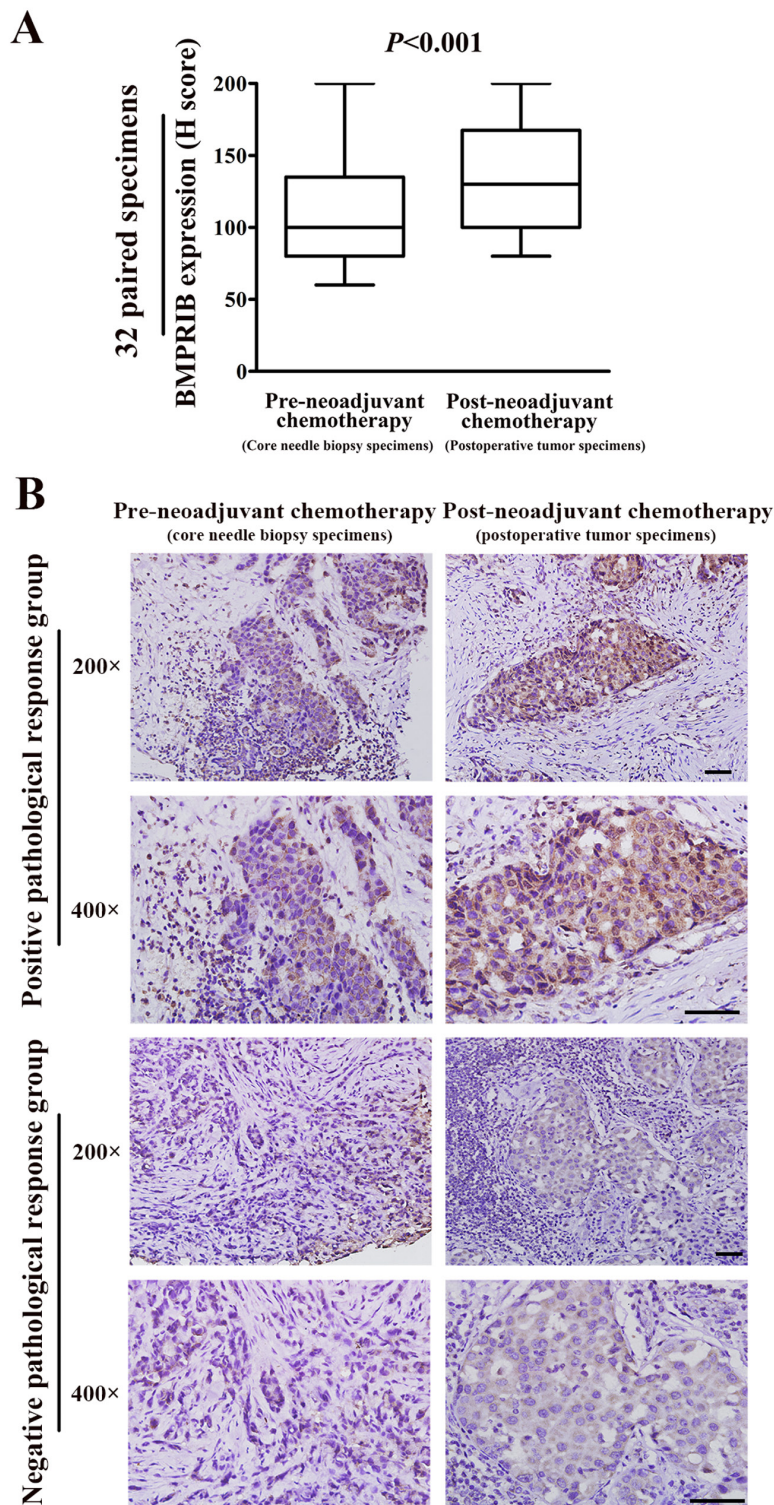 A
P<0.001
32 paired specimens
BMPRIB expression (H score)
200
150
100
50
0
Pre-neoadjuvant
chemotherapy
(Core needle biopsy specimens)
Post-neoadjuvant
chemotherapy
(Postoperative tumor specimens)
B
Pre-neoadjuvant chemotherapy
(core needle biopsy specimens)
Post-neoadjuvant chemotherapy
(postoperative tumor specimens)
Positive pathological response group
200×
400×
Negative pathological response group
200×
400×